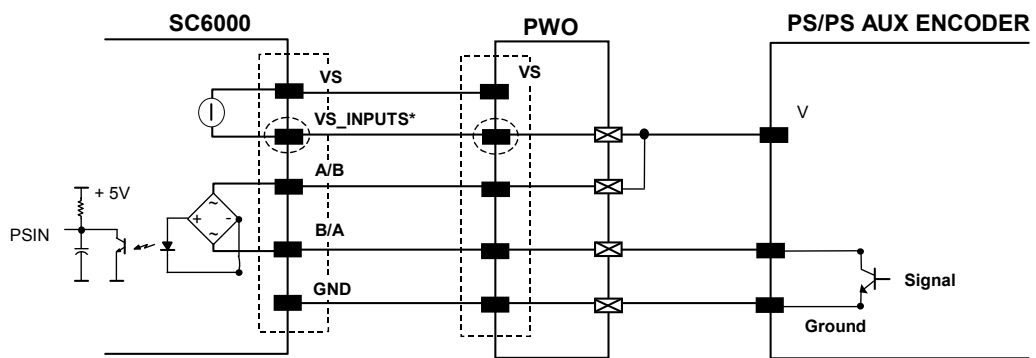 SC6000
PWO
PS/PS AUX ENCODER
VS
VS
V
VS_INPUTS*
A/B
+ 5V
PSIN
~
+
-
~
B/A
GND
Signal
Ground